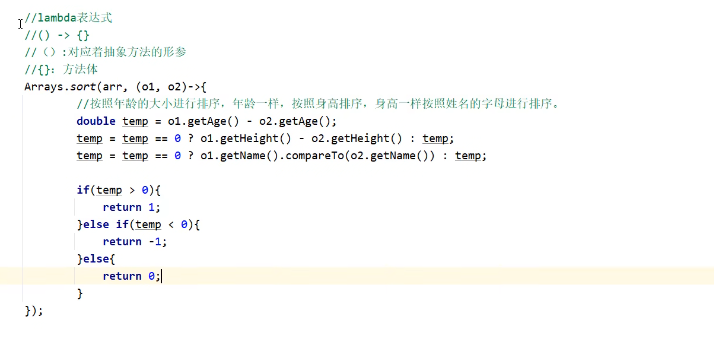 //lambda表达式
//() -> {}
//（）:对应着抽象方法的形参
//{}：方法体
Arrays.sort(arr, (o1, o2)->{
//按照年龄的大小进行排序，年龄一样，按照身高排序，身高一样按照姓名的字母进行排序。
double temp = o1.getAge() - o2.getAge();
temp = temp == 0 ? o1.getHeight() - o2.getHeight() : temp;
temp = temp == 0 ? o1.getName().compareTo(o2.getName()) : temp;
if(temp > 0){
return 1;
}else if(temp < 0){
return -1;
}else{
return 0;
}
});